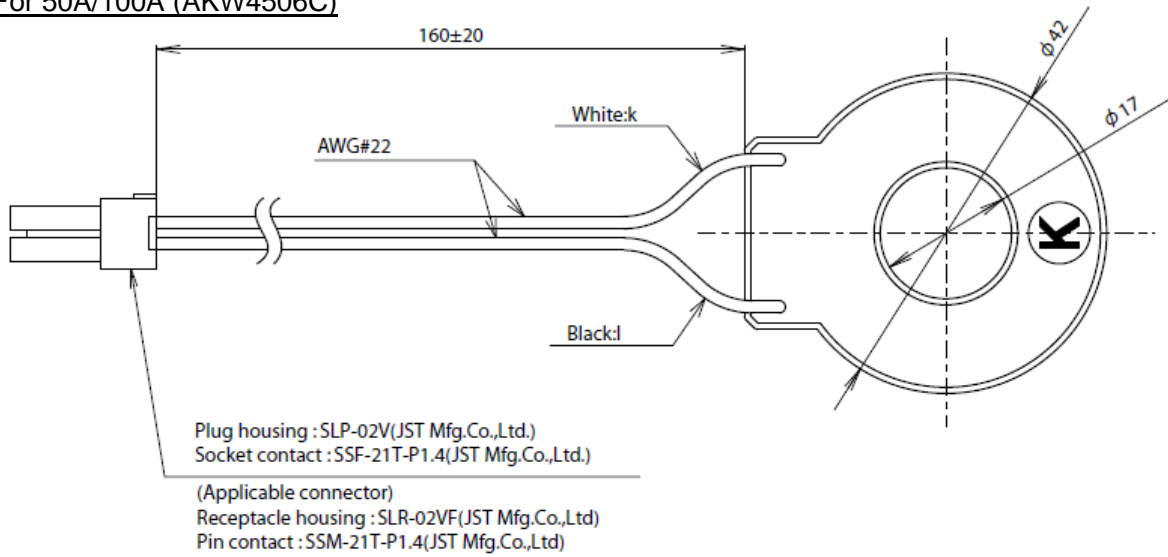 For 50A/100A (AKW4506C)
160±20
φ42
φ17
White:k
AWG#22
K
Black:l
Plug housing : SLP-02V(JST Mfg.Co.,Ltd.)
Socket contact : SSF-21T-P1.4(JST Mfg.Co.,Ltd.)
(Applicable connector)
Receptacle housing : SLR-02VF(JST Mfg.Co.,Ltd)
Pin contact : SSM-21T-P1.4(JST Mfg.Co.,Ltd)